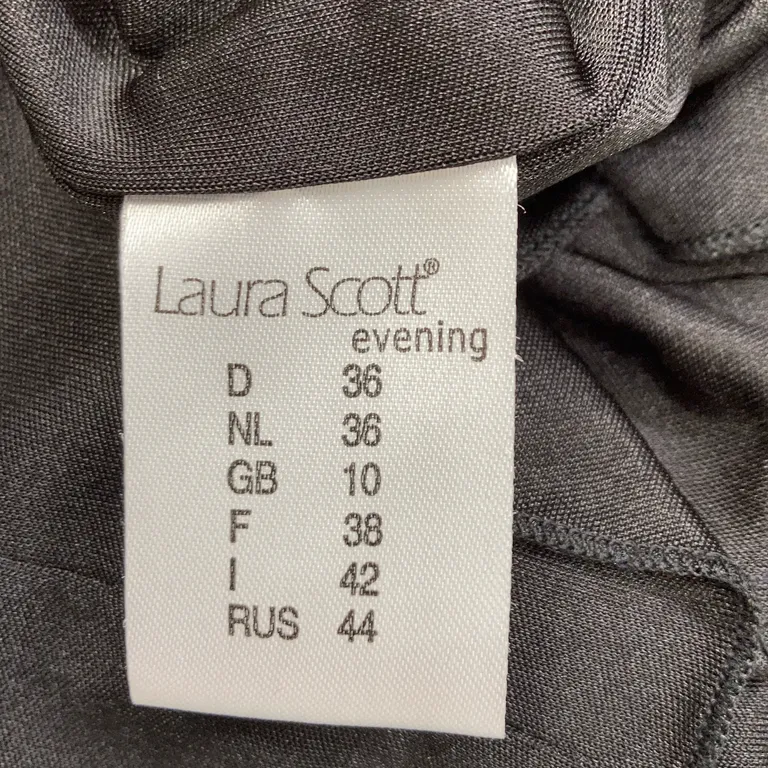 Laura Scott®
evening
D 36
NL 36
GB 10
F 38
I 42
RUS 44